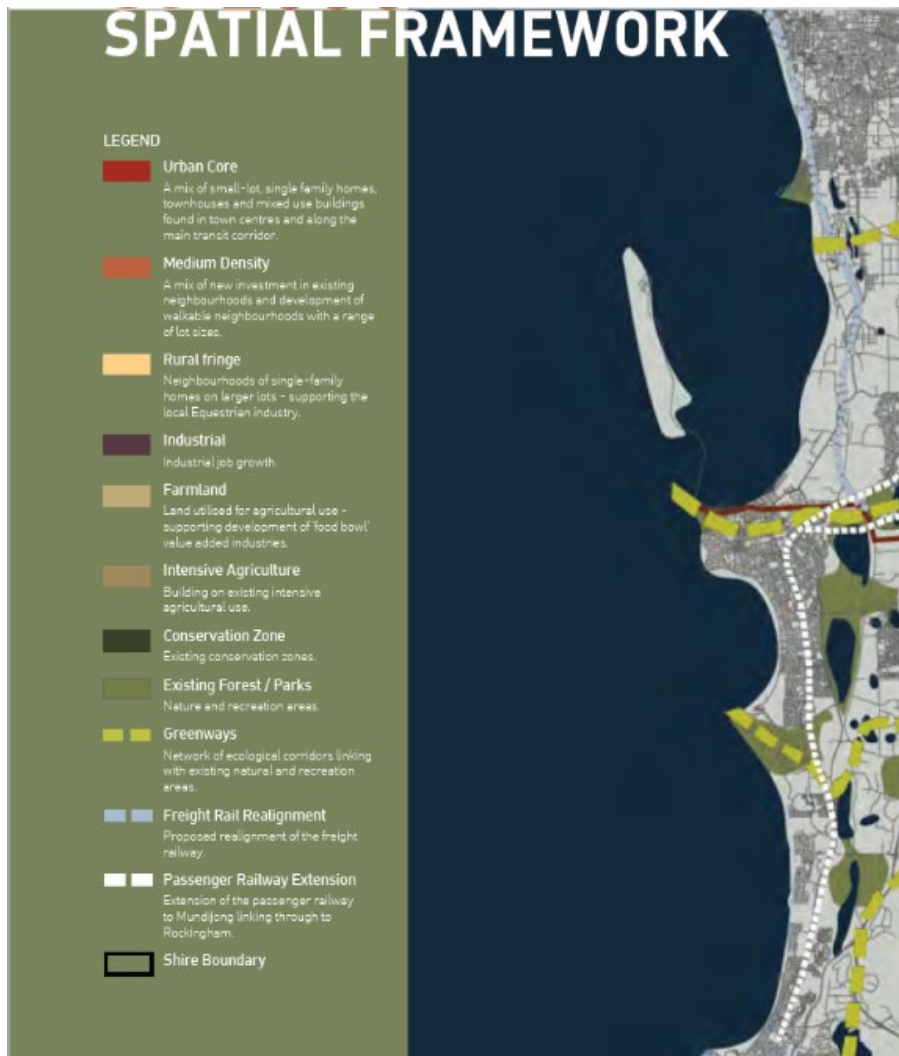 SPATIAL FRAMEWORK
LEGEND
Urban Core
A mix of small-lot, single family homes,
townhouses and mixed use buildings
found in town centres and along the
main transit corridor.
Medium Density
A mix of new investment in existing
neighbourhoods and development of
walkable neighbourhoods with a range
of lot sizes.
Rural fringe
Neighbourhoods of single-family
homes on larger lots - supporting the
local Equestrian industry.
Industrial
Industrial job growth.
Farmland
Land utilised for agricultural use -
supporting development of 'food bowl'
value added industries.
Intensive Agriculture
Building on existing intensive
agricultural use.
Conservation Zone
Existing conservation zones.
Existing Forest / Parks
Nature and recreation areas.
Greenways
Network of ecological corridors linking
with existing natural and recreation
areas.
Freight Rail Realignment
Proposed realignment of the freight
railway.
Passenger Railway Extension
Extension of the passenger railway
to Mundijong linking through to
Rockingham.
Shire Boundary